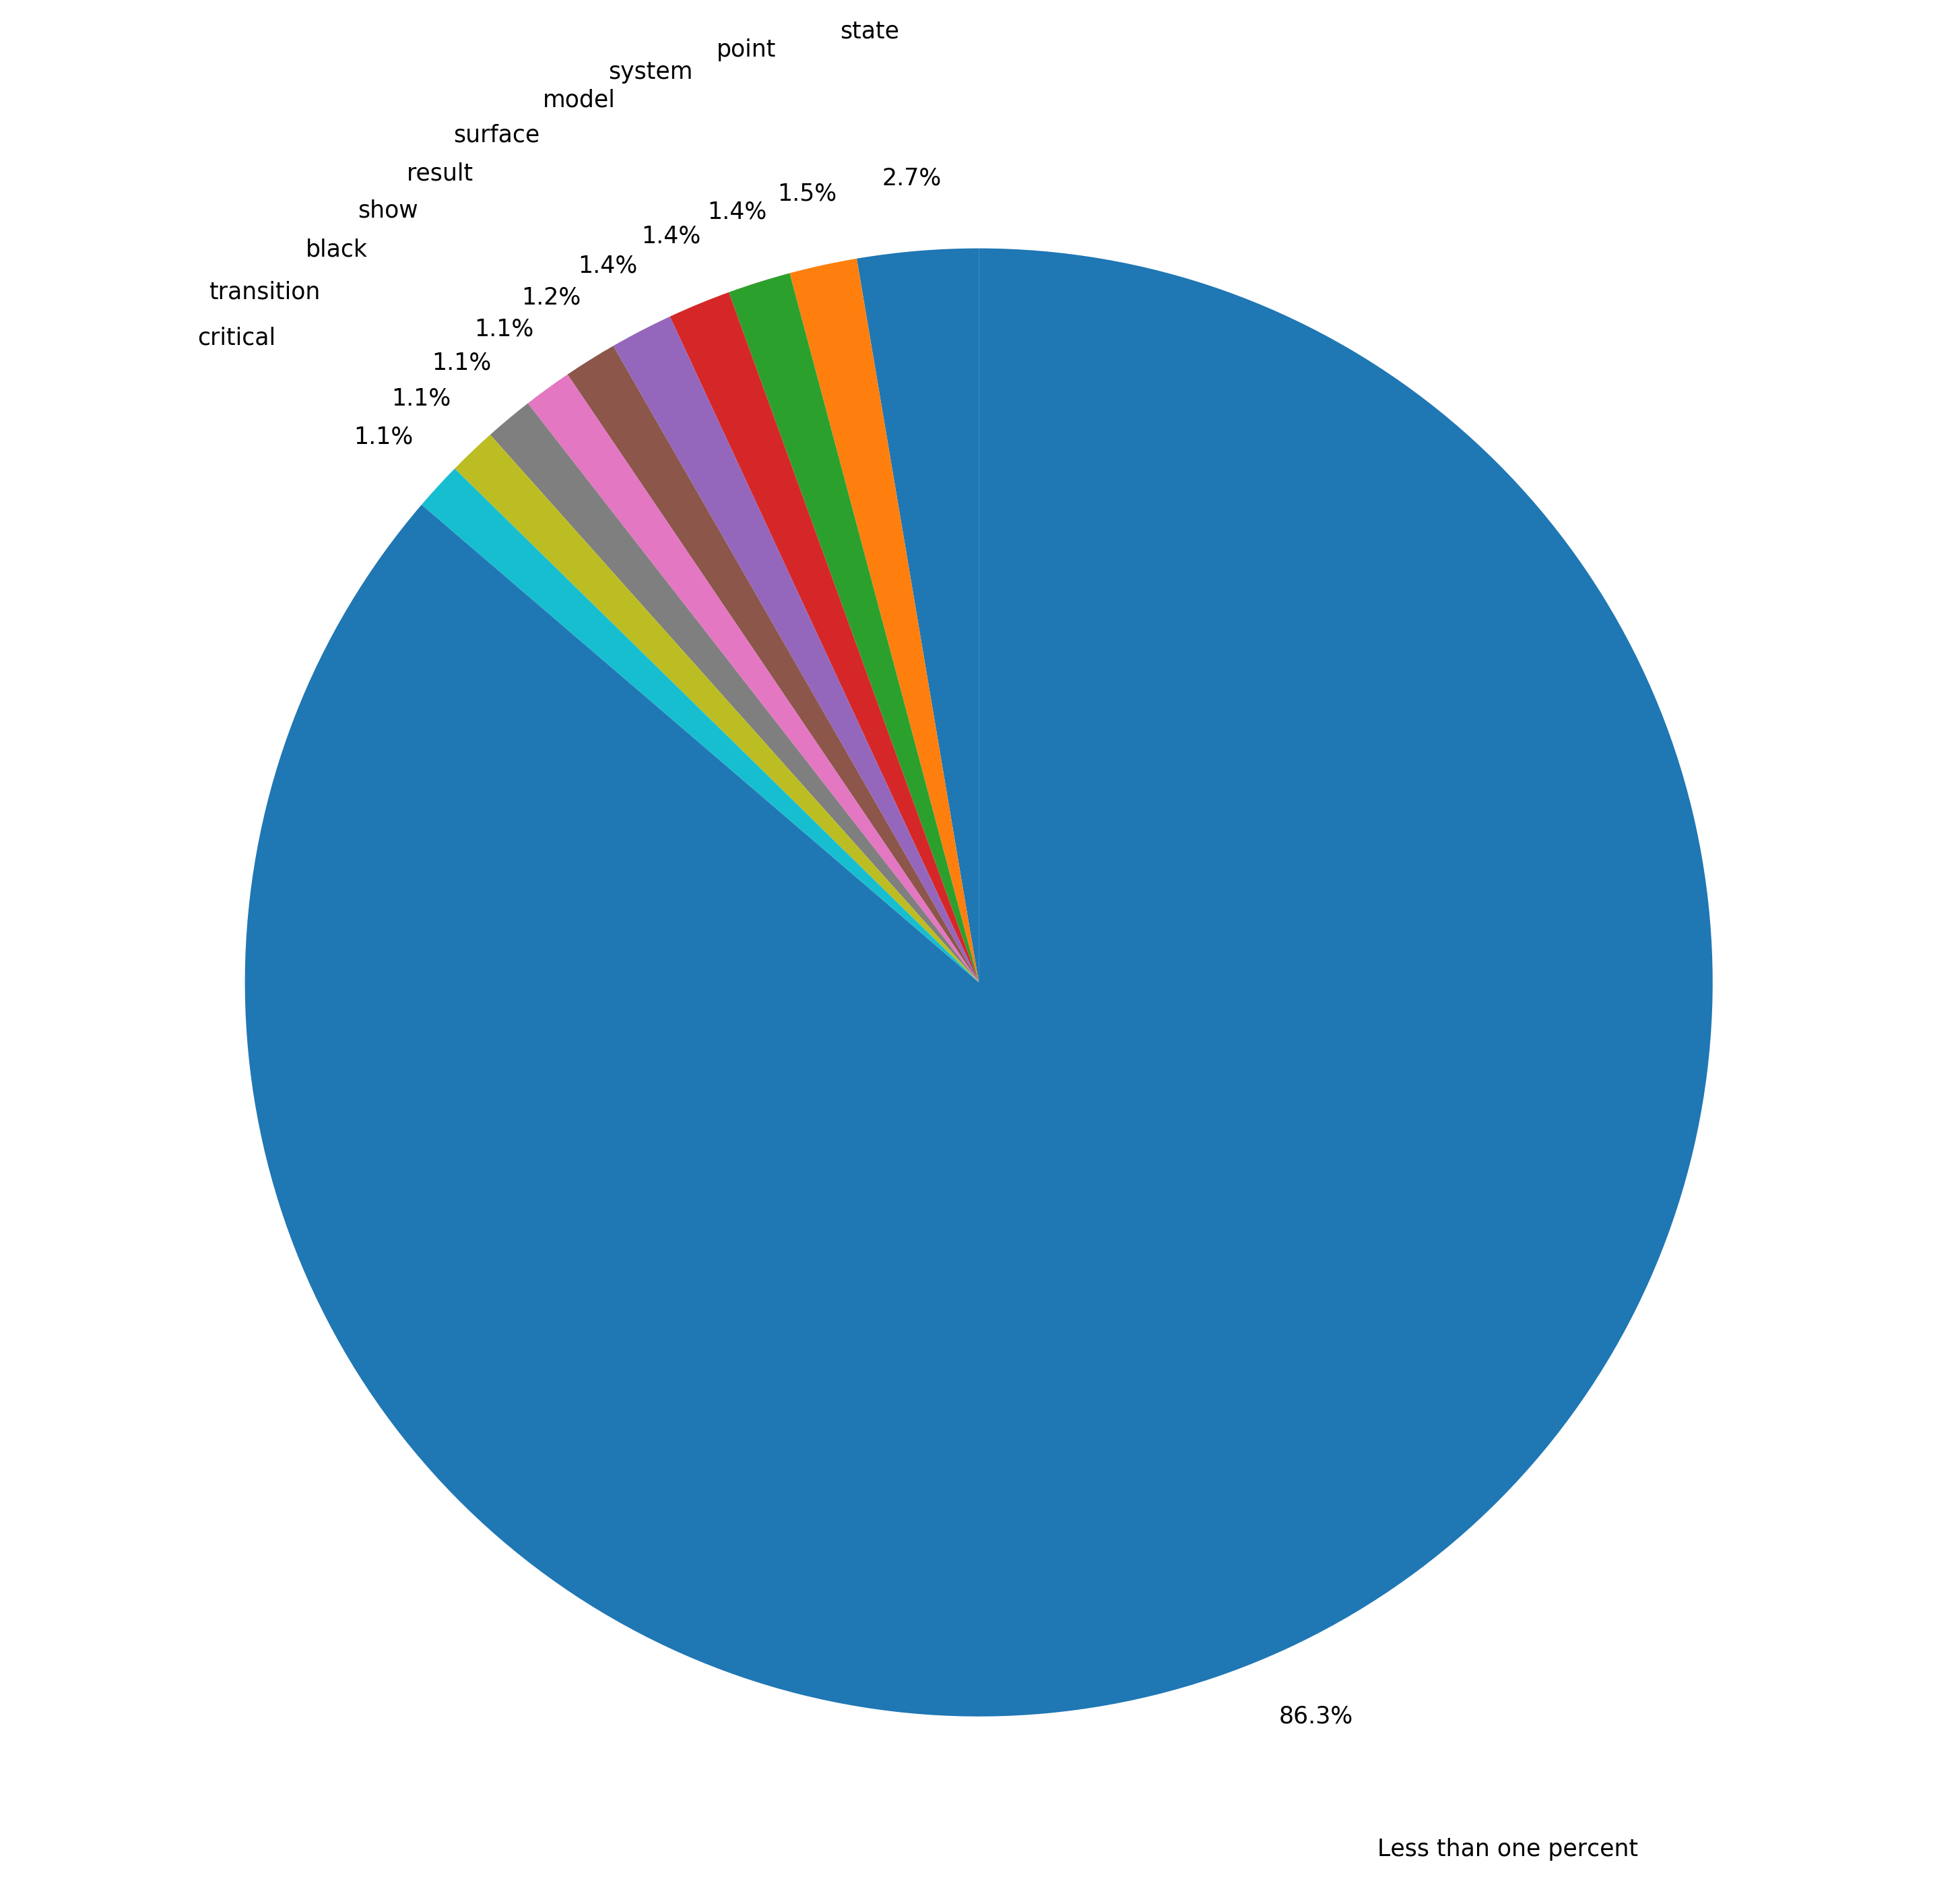 state
point
system
model
surface
result
show
black
transition
critical
2.7%
1.5%
1.4%
1.4%
1.4%
1.2%
1.1%
1.1%
1.1%
1.1%
86.3%
Less than one percent